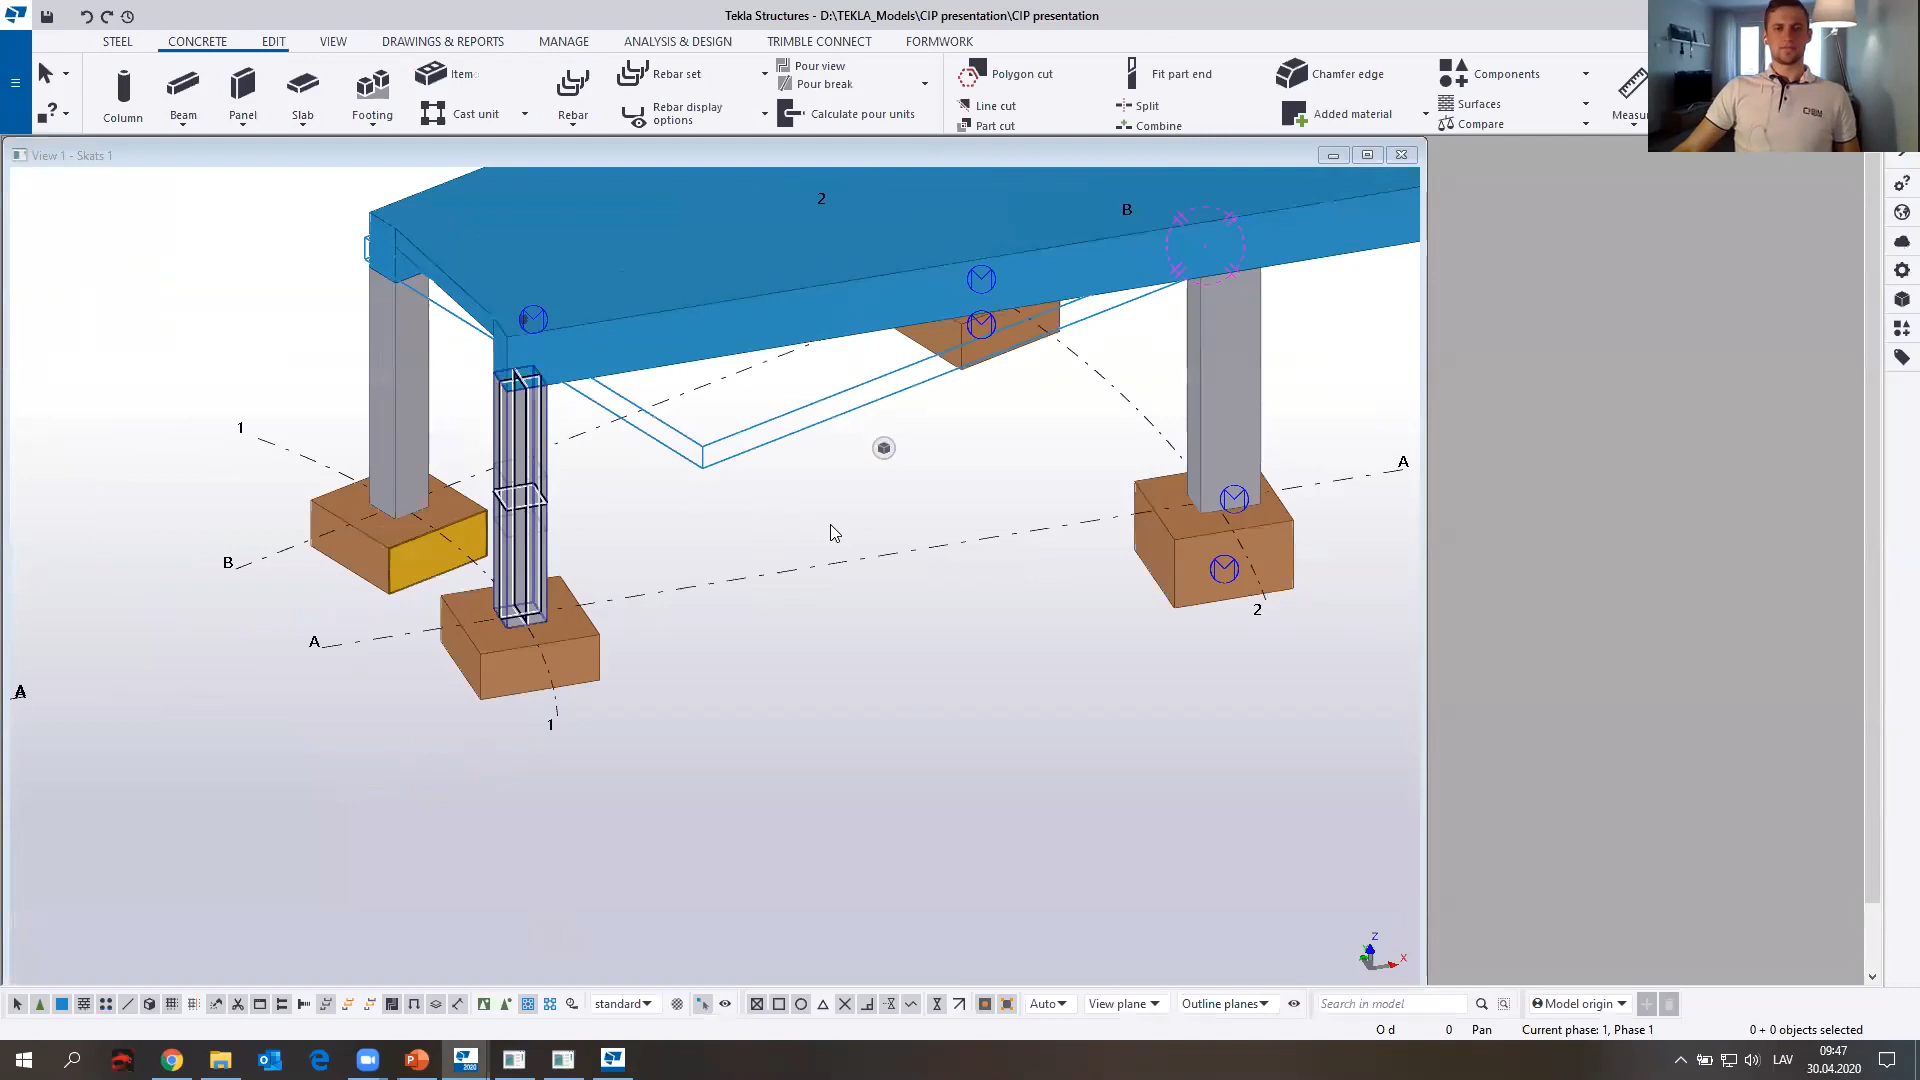 Tekla Structures - D:\TEKLA_Models\CIP presentation\CIP presentation
STEEL CONCRETE EDIT VIEW DRAWINGS & REPORTS MANAGE ANALYSIS & DESIGN TRIMBLE CONNECT FORMWORK
Column
Beam
Panel
Slab
Footing
Item
Cast unit
Rebar
Rebar set
Rebar display
options
Pour view
Pour break
Calculate pour units
Polygon cut
Line cut
Part cut
Fit part end
Split
Combine
Chamfer edge
Added material
Components
Surfaces
Compare
View 1 - Skats 1
2
B
1
A
B
2
A
A
1
Z
X
standard
Auto
View plane
Outline planes
Search in model
Model origin
O d
0
Pan
Current phase: 1, Phase 1
0 + 0 objects selected
2020
LAV
09:47
30.04.2020